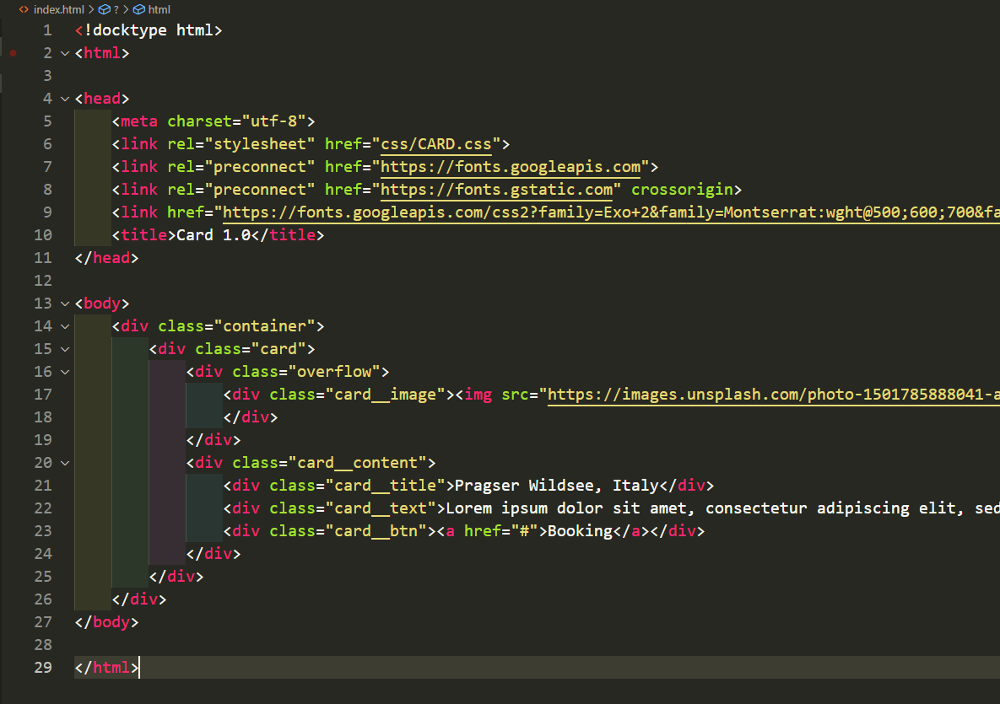 index.html > ? > html
1 <!docktype html>
2 <html>
3
4 <head>
5 <meta charset="utf-8">
6 <link rel="stylesheet" href="css/CARD.css">
7 <link rel="preconnect" href="https://fonts.googleapis.com">
8 <link rel="preconnect" href="https://fonts.gstatic.com" crossorigin>
9 <link href="https://fonts.googleapis.com/css2?family=Exo+2&family=Montserrat:wght@500;600;700&fa
10 <title>Card 1.0</title>
11 </head>
12
13 <body>
14 <div class="container">
15 <div class="card">
16 <div class="overflow">
17 <div class="card__image"><img src="https://images.unsplash.com/photo-1501785888041-a
18 </div>
19 </div>
20 <div class="card__content">
21 <div class="card__title">Pragser Wildsee, Italy</div>
22 <div class="card__text">Lorem ipsum dolor sit amet, consectetur adipiscing elit, sed
23 <div class="card__btn"><a href="#">Booking</a></div>
24 </div>
25 </div>
26 </div>
27 </body>
28
29 </html>